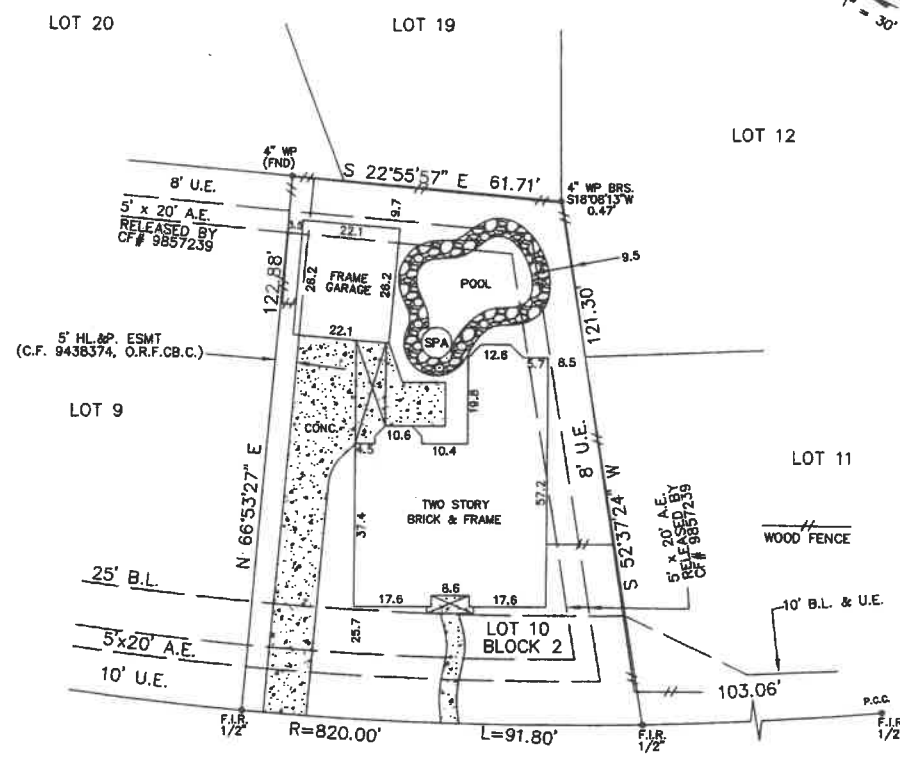 1" = 30'
LOT 20
LOT 19
LOT 12
4" WP
(FND)
S 22°55'57" E 61.71'
4" WP BRS.
S18°08'13"W
0.47'
8' U.E.
5' x 20' A.E.
RELEASED BY
CF# 9857239
9.7
5.5
22.1
26.2
FRAME
GARAGE
26.2
22.1
POOL
SPA
9.5
122.88'
121.30'
5' HL.&P. ESMT
(C.F. 9438374, O.R.F.CB.C.)
12.6
5.7
8.5
19.8
LOT 9
CONC.
4.5
10.6
10.4
8' U.E.
LOT 11
N 66°53'27" E
37.4
TWO STORY
BRICK & FRAME
57.2
S 52°37'24" W
5' x 20' A.E.
RELEASED BY
CF# 9857239
WOOD FENCE
25' B.L.
17.6
8.6
17.6
25.7
LOT 10
BLOCK 2
10' B.L. & U.E.
5'x20' A.E.
10' U.E.
103.06'
P.C.C.
F.I.R.
1/2"
R=820.00'
L=91.80'
F.I.R.
1/2"
F.I.R.
1/2